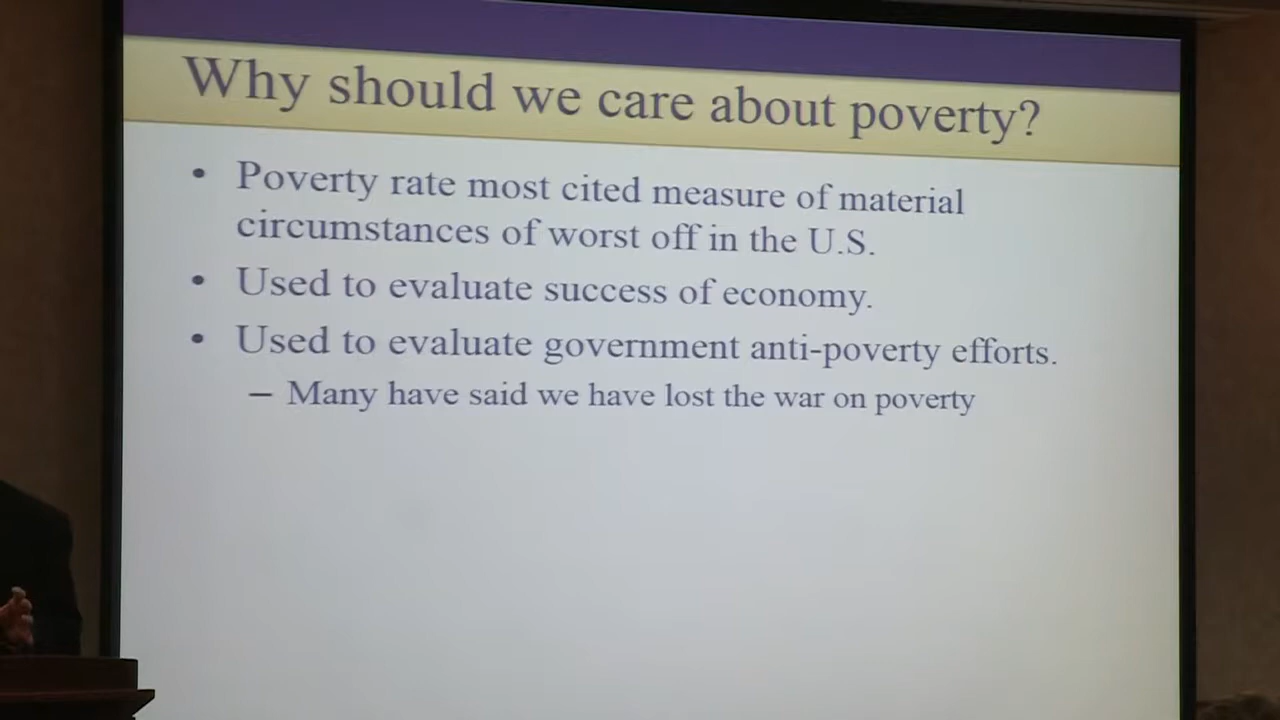 Why should we care about poverty?
• Poverty rate most cited measure of material
circumstances of worst off in the U.S.
• Used to evaluate success of economy.
• Used to evaluate government anti-poverty efforts.
– Many have said we have lost the war on poverty